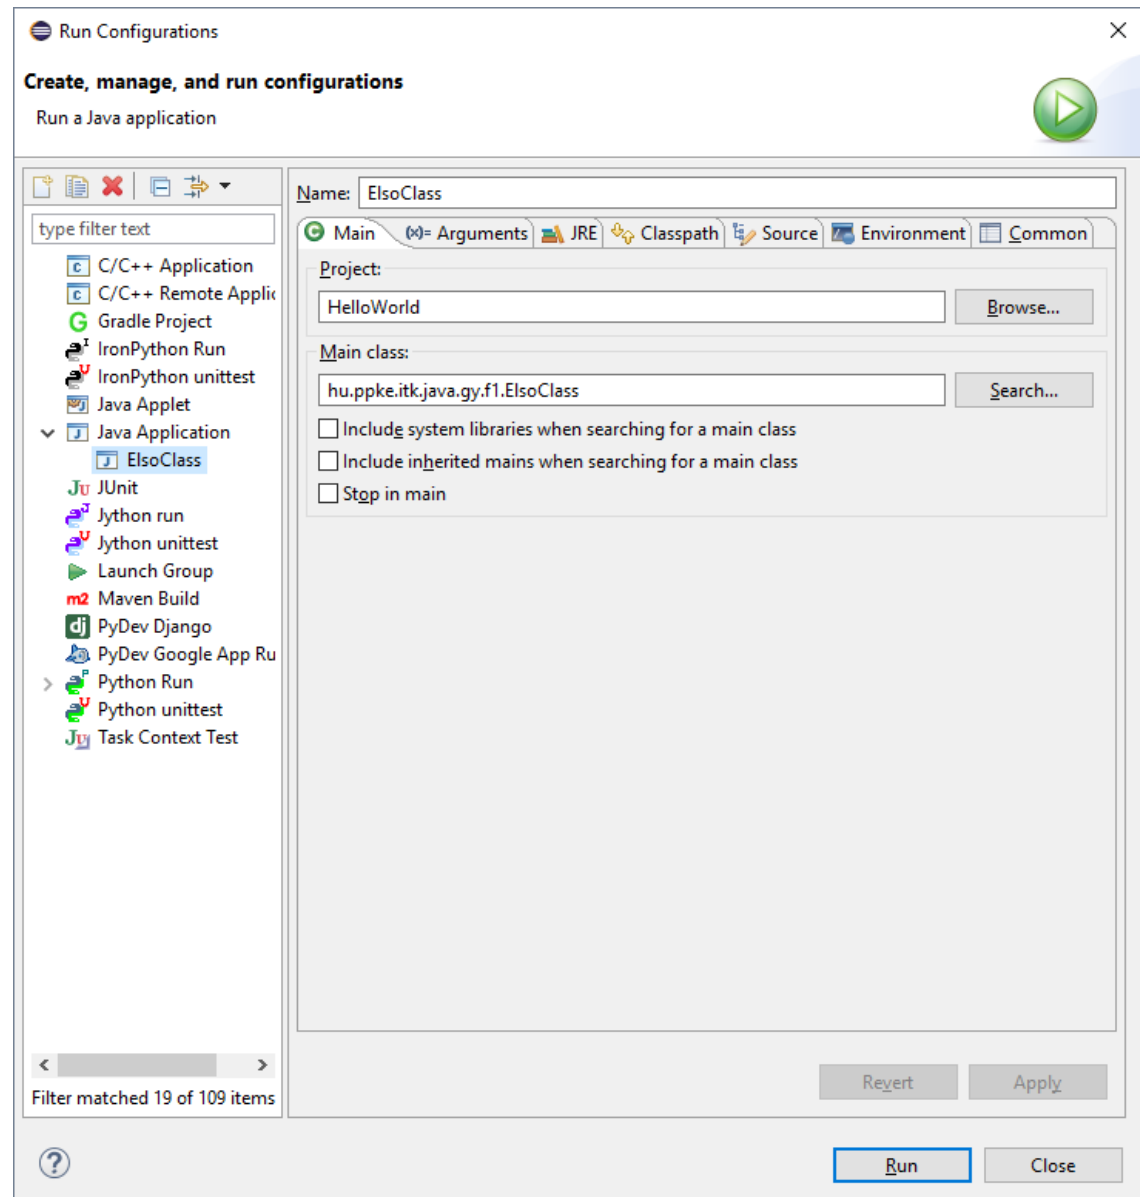 Run Configurations
Create, manage, and run configurations
Run a Java application
type filter text
C/C++ Application
C/C++ Remote Applic
Gradle Project
IronPython Run
IronPython unittest
Java Applet
Java Application
ElsoClass
JUnit
Jython run
Jython unittest
Launch Group
Maven Build
PyDev Django
PyDev Google App Ru
Python Run
Python unittest
Task Context Test
Filter matched 19 of 109 items
Name: ElsoClass
Main (x)= Arguments JRE Classpath Source Environment Common
Project:
HelloWorld Browse...
Main class:
hu.ppke.itk.java.gy.f1.ElsoClass Search...
Include system libraries when searching for a main class
Include inherited mains when searching for a main class
Stop in main
Revert Apply
Run Close